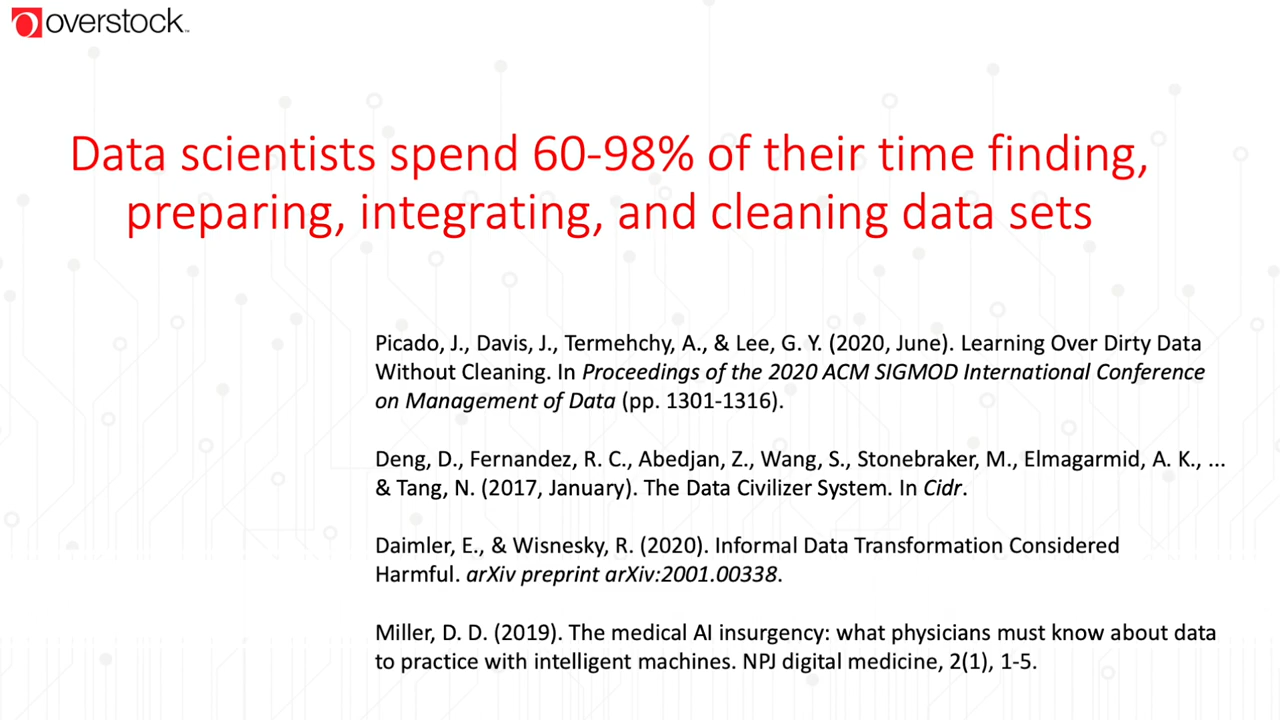 overstock™
Data scientists spend 60-98% of their time finding,
preparing, integrating, and cleaning data sets
Picado, J., Davis, J., Termehchy, A., & Lee, G. Y. (2020, June). Learning Over Dirty Data
Without Cleaning. In Proceedings of the 2020 ACM SIGMOD International Conference
on Management of Data (pp. 1301-1316).
Deng, D., Fernandez, R. C., Abedjan, Z., Wang, S., Stonebraker, M., Elmagarmid, A. K., ...
& Tang, N. (2017, January). The Data Civilizer System. In Cidr.
Daimler, E., & Wisnesky, R. (2020). Informal Data Transformation Considered
Harmful. arXiv preprint arXiv:2001.00338.
Miller, D. D. (2019). The medical AI insurgency: what physicians must know about data
to practice with intelligent machines. NPJ digital medicine, 2(1), 1-5.